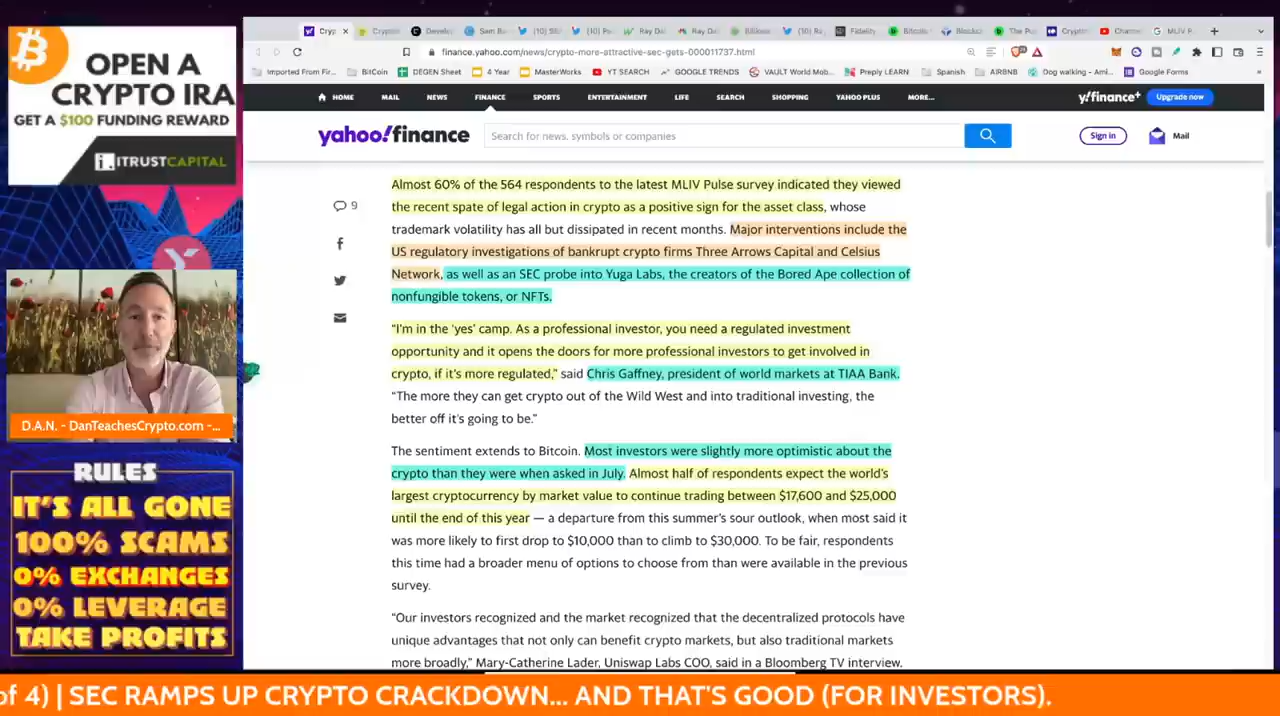 OPEN A
CRYPTO IRA
GET A $100 FUNDING REWARD
ITRUSTCAPITAL
D.A.N. - DanTeachesCrypto.com -...
RULES
IT'S ALL GONE
100% SCAMS
0% EXCHANGES
0% LEVERAGE
TAKE PROFITS
finance.yahoo.com/news/crypto-more-attractive-sec-gets-000011737.html
Imported From Fir... BitCoin DEGEN Sheet 4 Year MasterWorks YT SEARCH GOOGLE TRENDS VAULT World Mob... Preply LEARN Spanish AIRBNB Dog walking - Ami... Google Forms
HOME MAIL NEWS FINANCE SPORTS ENTERTAINMENT LIFE SEARCH SHOPPING YAHOO PLUS MORE... y!finance+ Upgrade now
yahoo!finance Search for news, symbols or companies Sign in Mail
9
Almost 60% of the 564 respondents to the latest MLIV Pulse survey indicated they viewed
the recent spate of legal action in crypto as a positive sign for the asset class, whose
trademark volatility has all but dissipated in recent months. Major interventions include the
US regulatory investigations of bankrupt crypto firms Three Arrows Capital and Celsius
Network, as well as an SEC probe into Yuga Labs, the creators of the Bored Ape collection of
nonfungible tokens, or NFTs.
“I'm in the ‘yes’ camp. As a professional investor, you need a regulated investment
opportunity and it opens the doors for more professional investors to get involved in
crypto, if it's more regulated,” said Chris Gaffney, president of world markets at TIAA Bank.
“The more they can get crypto out of the Wild West and into traditional investing, the
better off it's going to be.”
The sentiment extends to Bitcoin. Most investors were slightly more optimistic about the
crypto than they were when asked in July. Almost half of respondents expect the world's
largest cryptocurrency by market value to continue trading between $17,600 and $25,000
until the end of this year — a departure from this summer's sour outlook, when most said it
was more likely to first drop to $10,000 than to climb to $30,000. To be fair, respondents
this time had a broader menu of options to choose from than were available in the previous
survey.
“Our investors recognized and the market recognized that the decentralized protocols have
unique advantages that not only can benefit crypto markets, but also traditional markets
more broadly,” Mary-Catherine Lader, Uniswap Labs COO, said in a Bloomberg TV interview.
of 4) | SEC RAMPS UP CRYPTO CRACKDOWN... AND THAT'S GOOD (FOR INVESTORS).